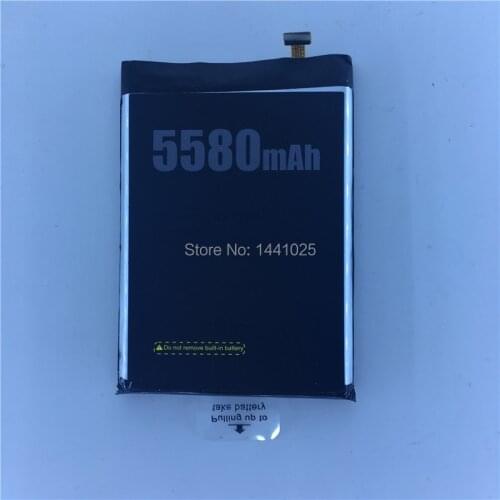 5580mAh
Store No: 1441025
Do not remove built-in battery
Pulling up to
take battery